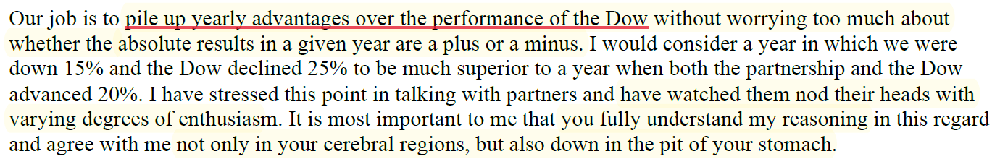 Our job is to pile up yearly advantages over the performance of the Dow without worrying too much about
whether the absolute results in a given year are a plus or a minus. I would consider a year in which we were
down 15% and the Dow declined 25% to be much superior to a year when both the partnership and the Dow
advanced 20%. I have stressed this point in talking with partners and have watched them nod their heads with
varying degrees of enthusiasm. It is most important to me that you fully understand my reasoning in this regard
and agree with me not only in your cerebral regions, but also down in the pit of your stomach.